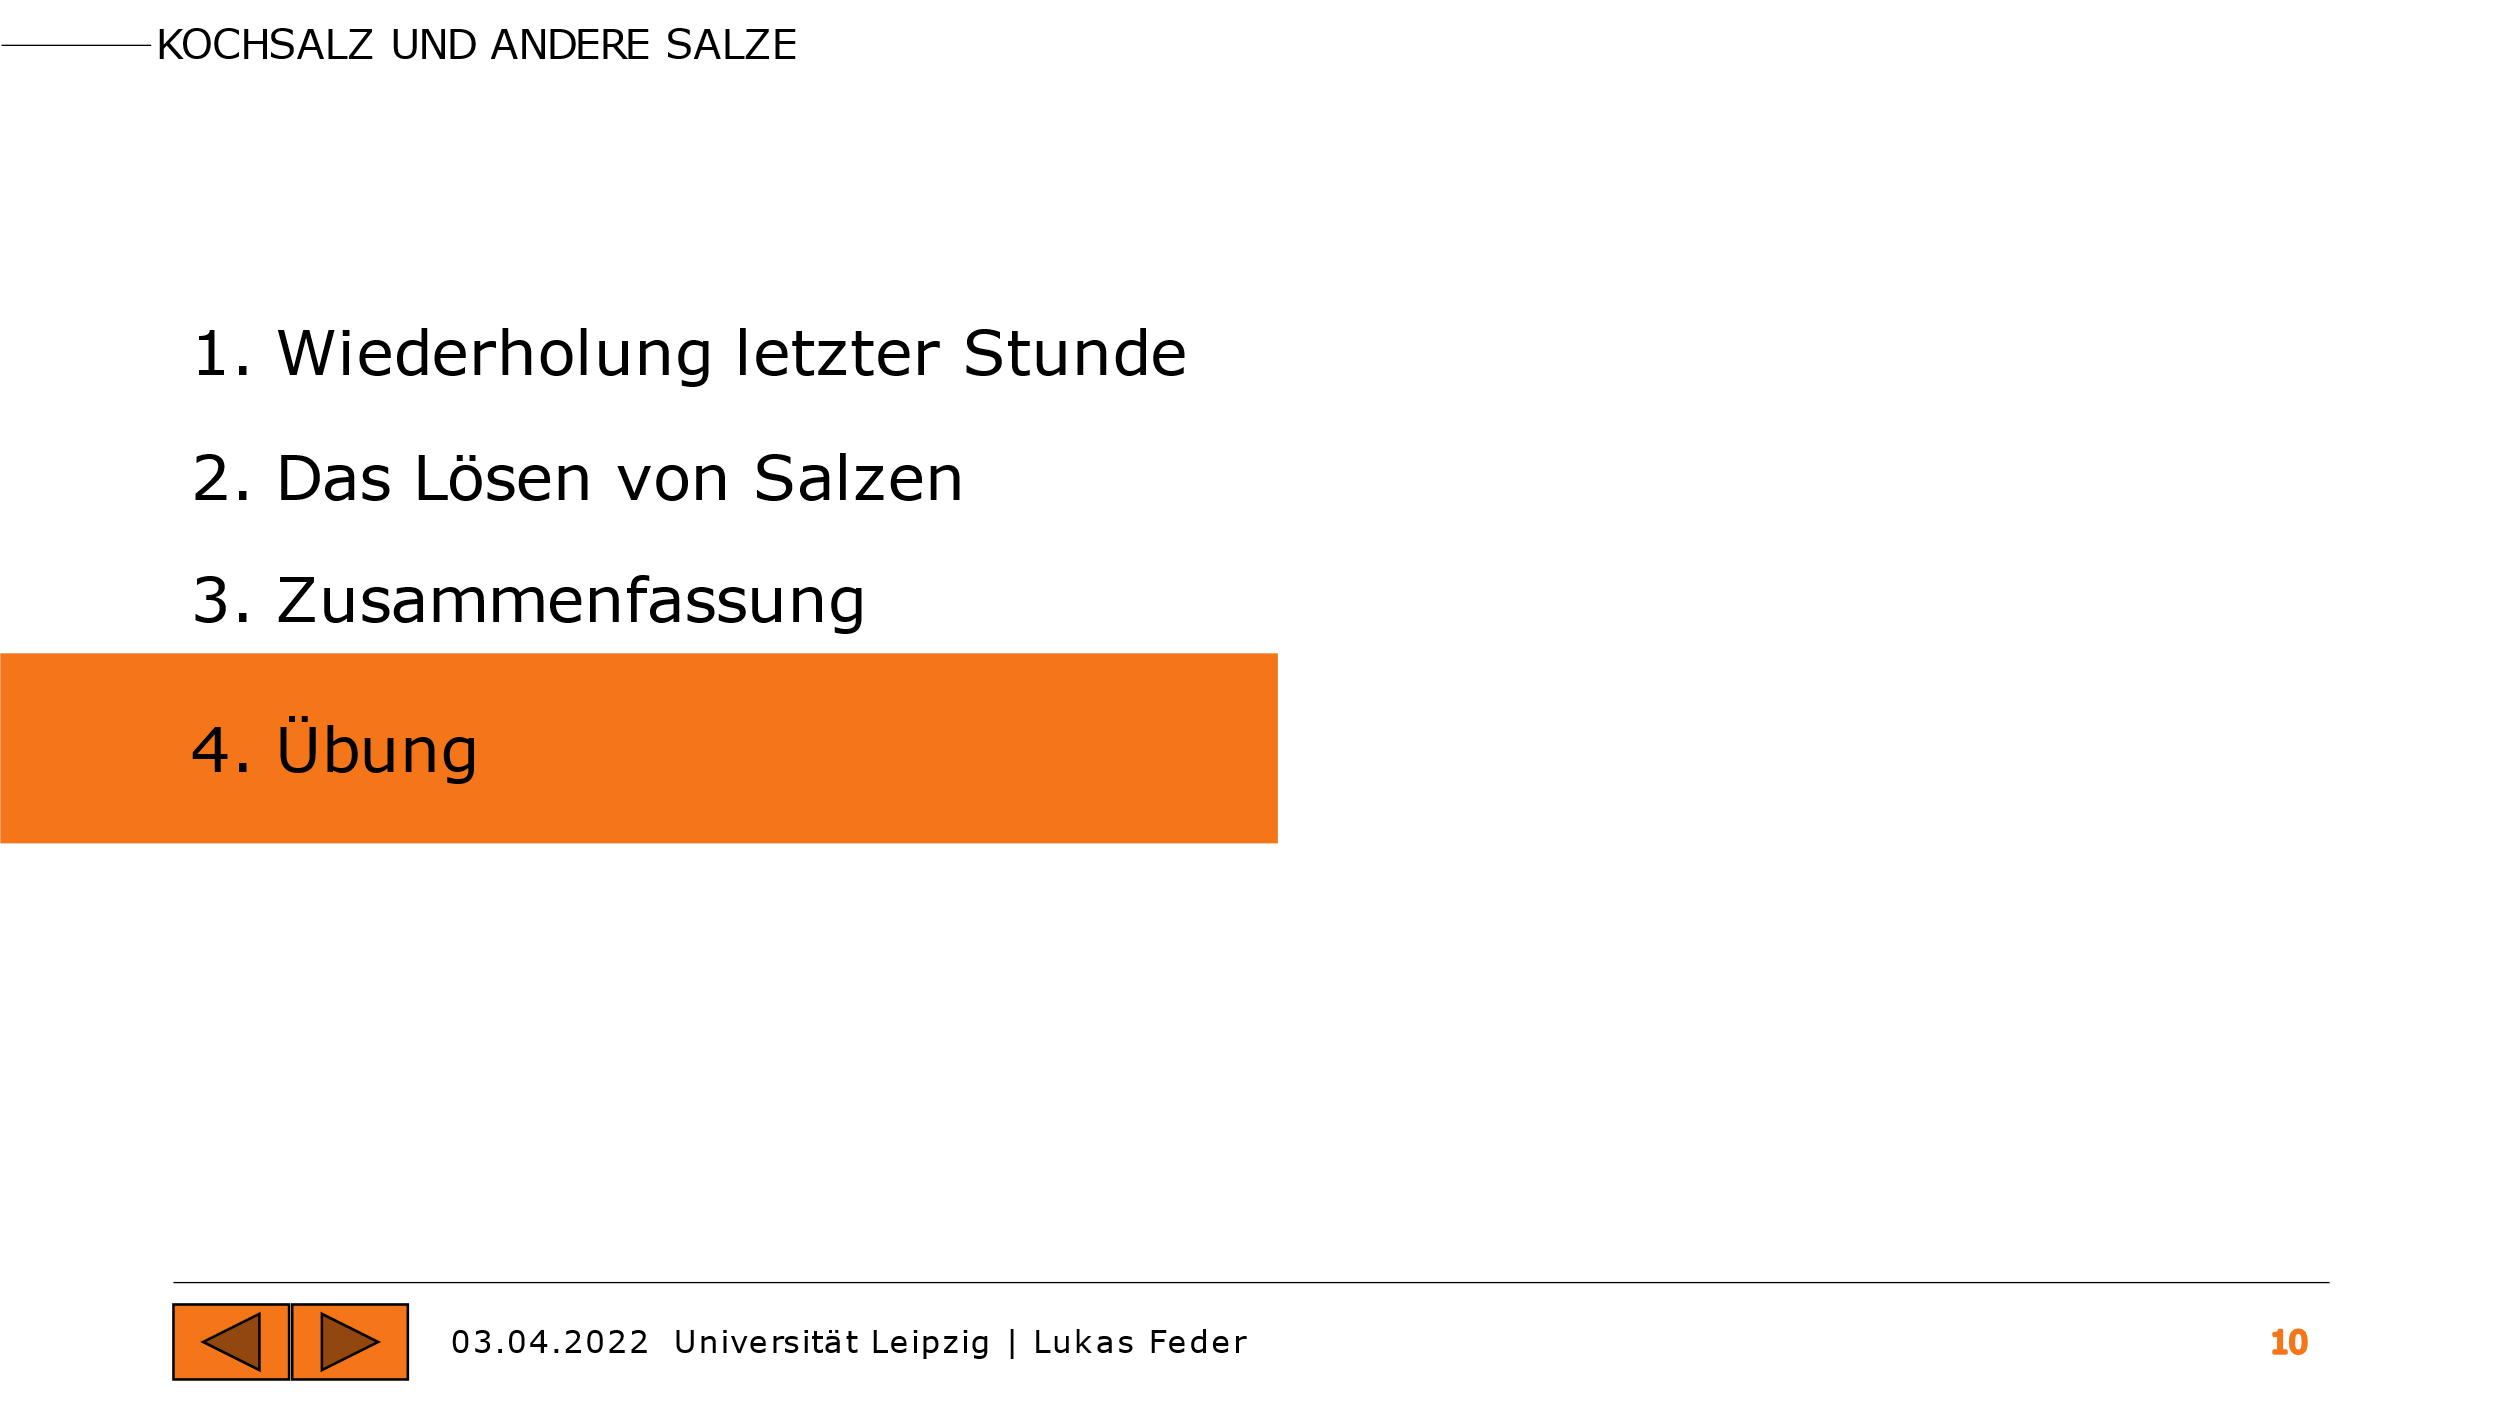 KOCHSALZ UND ANDERE SALZE
1. Wiederholung letzter Stunde
2. Das Lösen von Salzen
3. Zusammenfassung
4. Übung
03.04.2022 Universität Leipzig | Lukas Feder
10